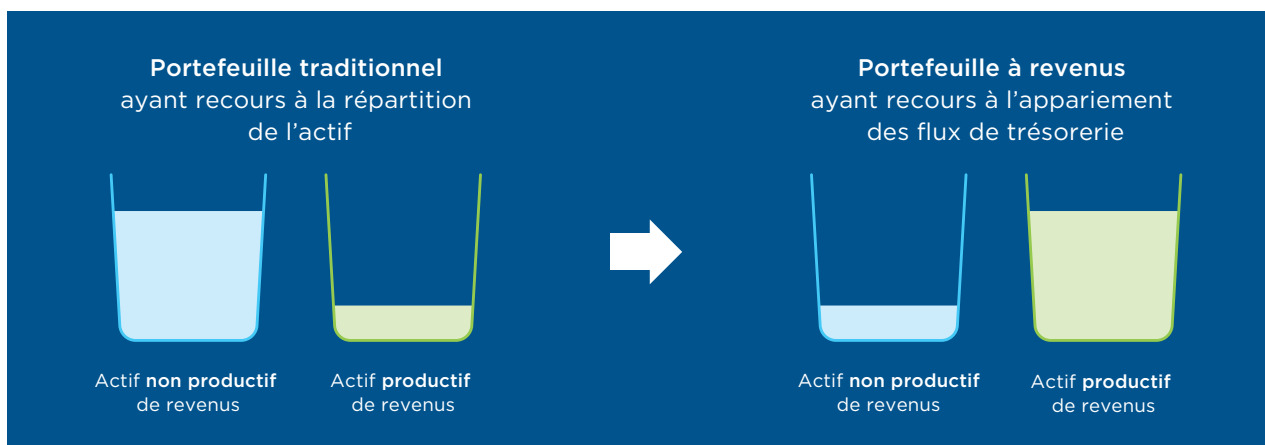 Portefeuille traditionnel
ayant recours à la répartition
de l’actif
Actif non productif
de revenus
Actif productif
de revenus
Portefeuille à revenus
ayant recours à l’appariement
des flux de trésorerie
Actif non productif
de revenus
Actif productif
de revenus